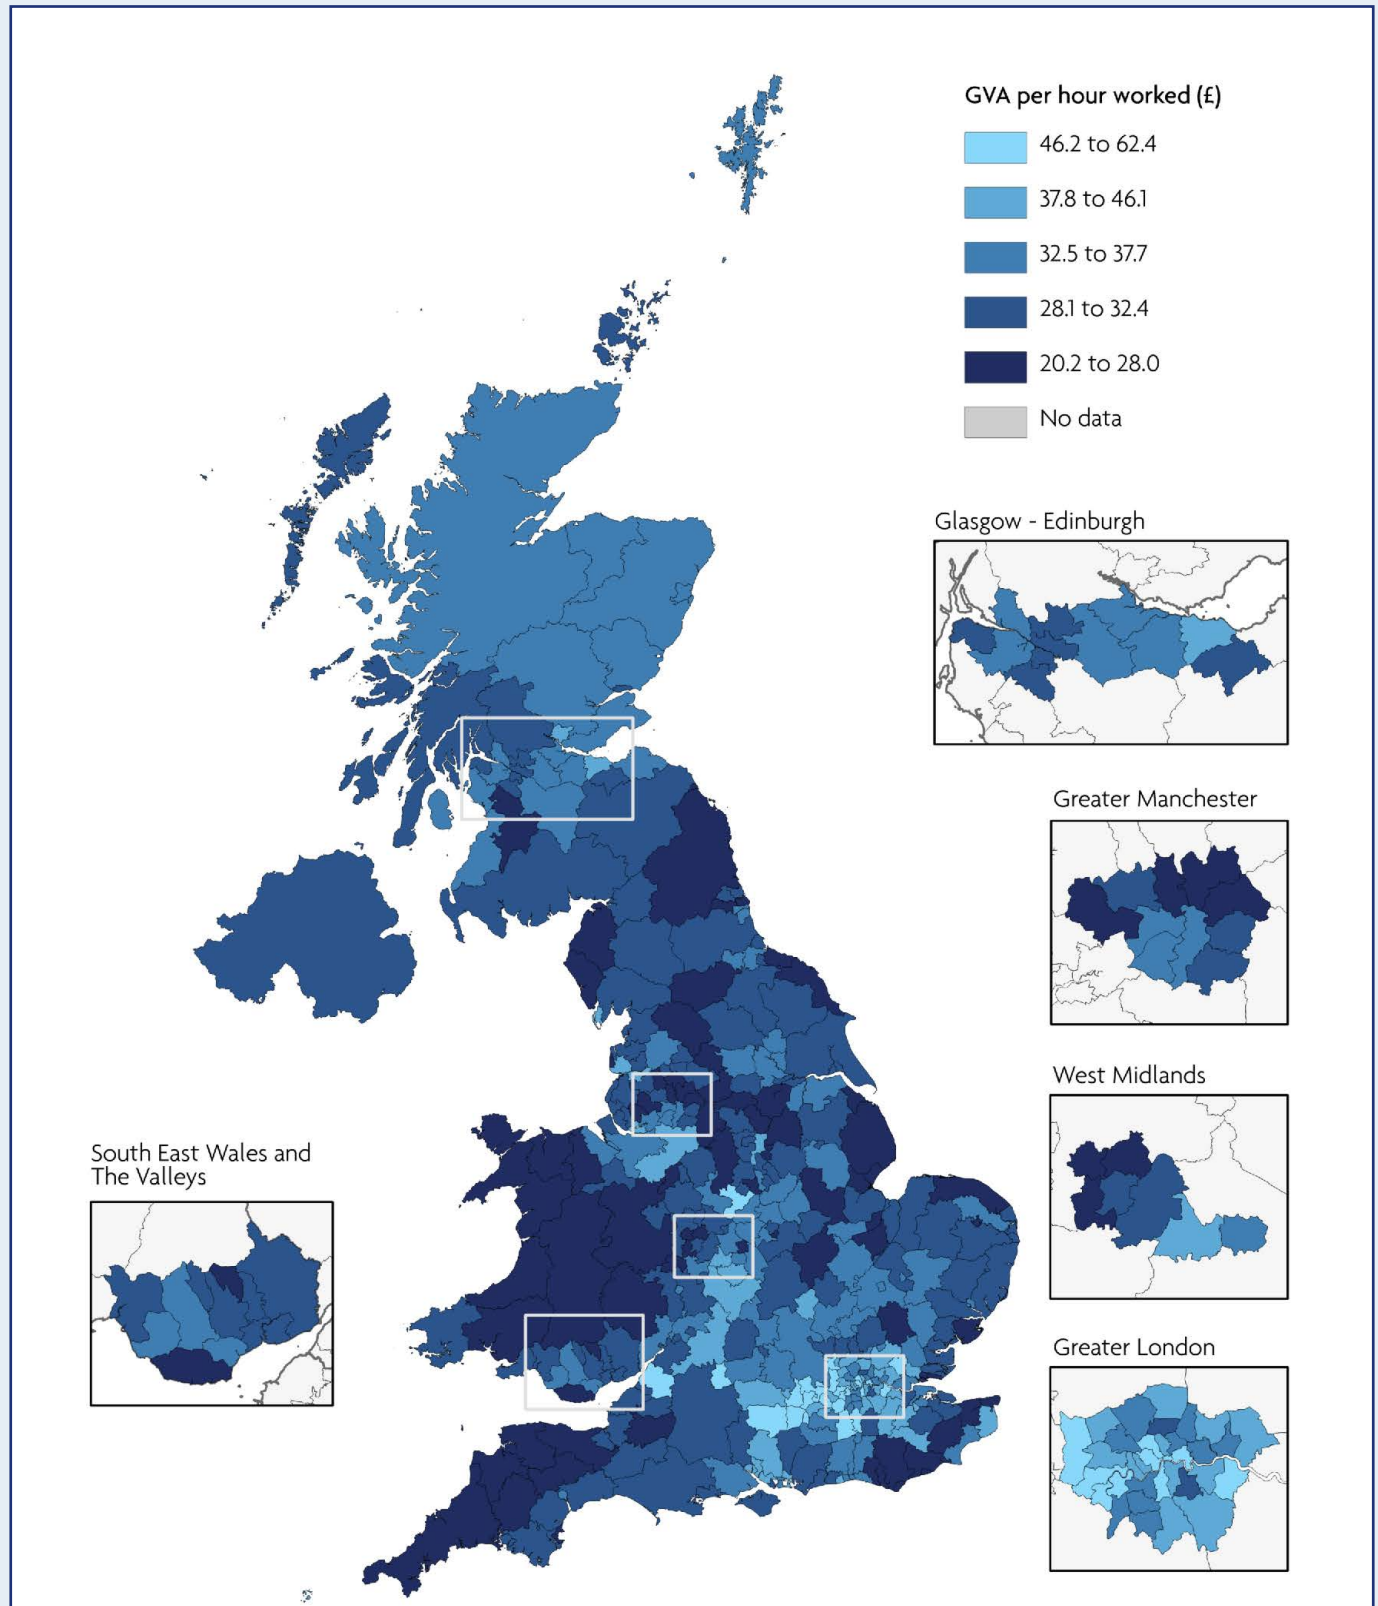 GVA per hour worked (£)
46.2 to 62.4
37.8 to 46.1
32.5 to 37.7
28.1 to 32.4
20.2 to 28.0
No data
Glasgow - Edinburgh
Greater Manchester
West Midlands
South East Wales and
The Valleys
Greater London